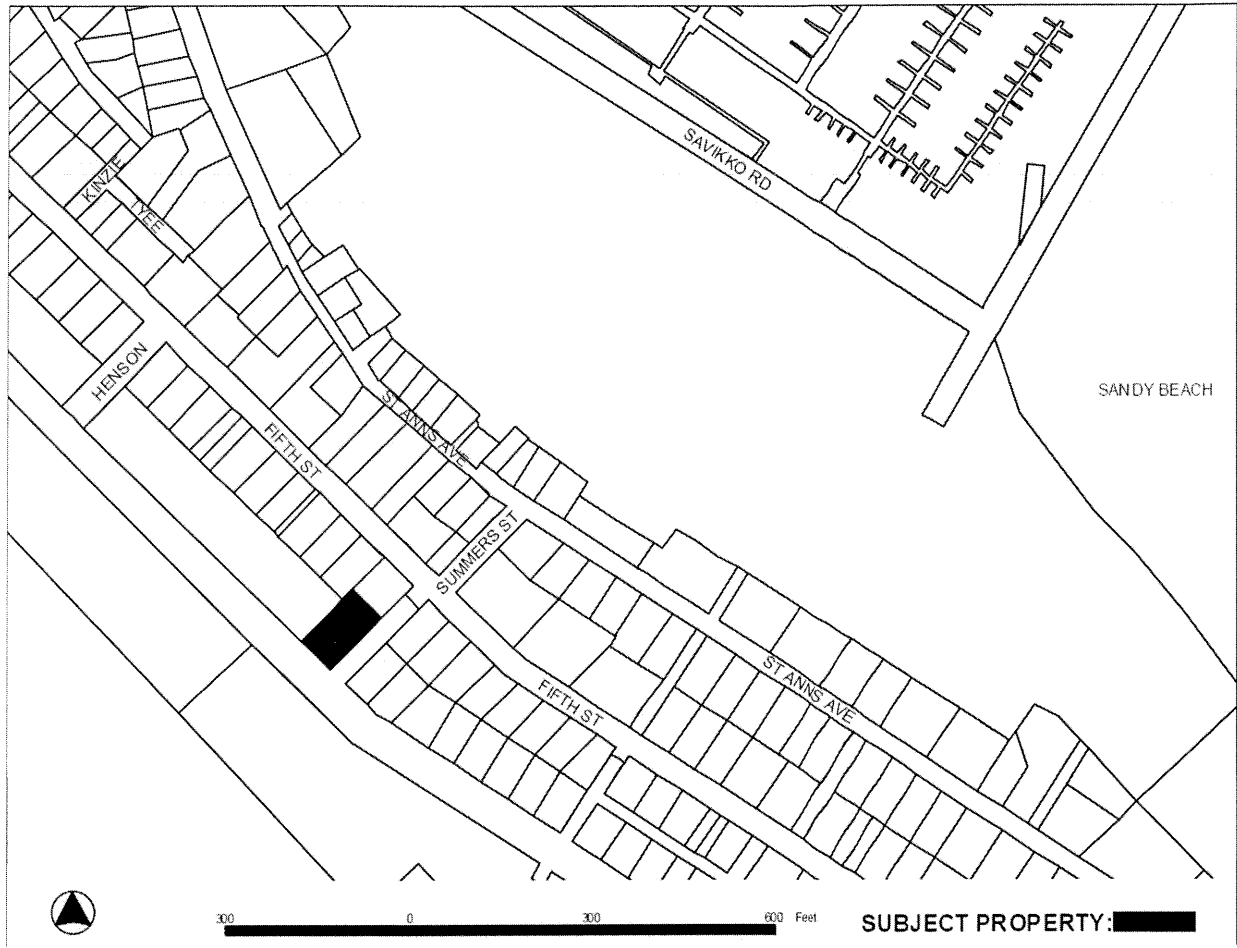 SAVIKKO RD
KINZIE
TYEE
SANDY BEACH
HENSON
ST ANNS AVE
FIFTH ST
SUMMERS ST
ST ANNS AVE
FIFTH ST
300 0 300 600 Feet
SUBJECT PROPERTY: